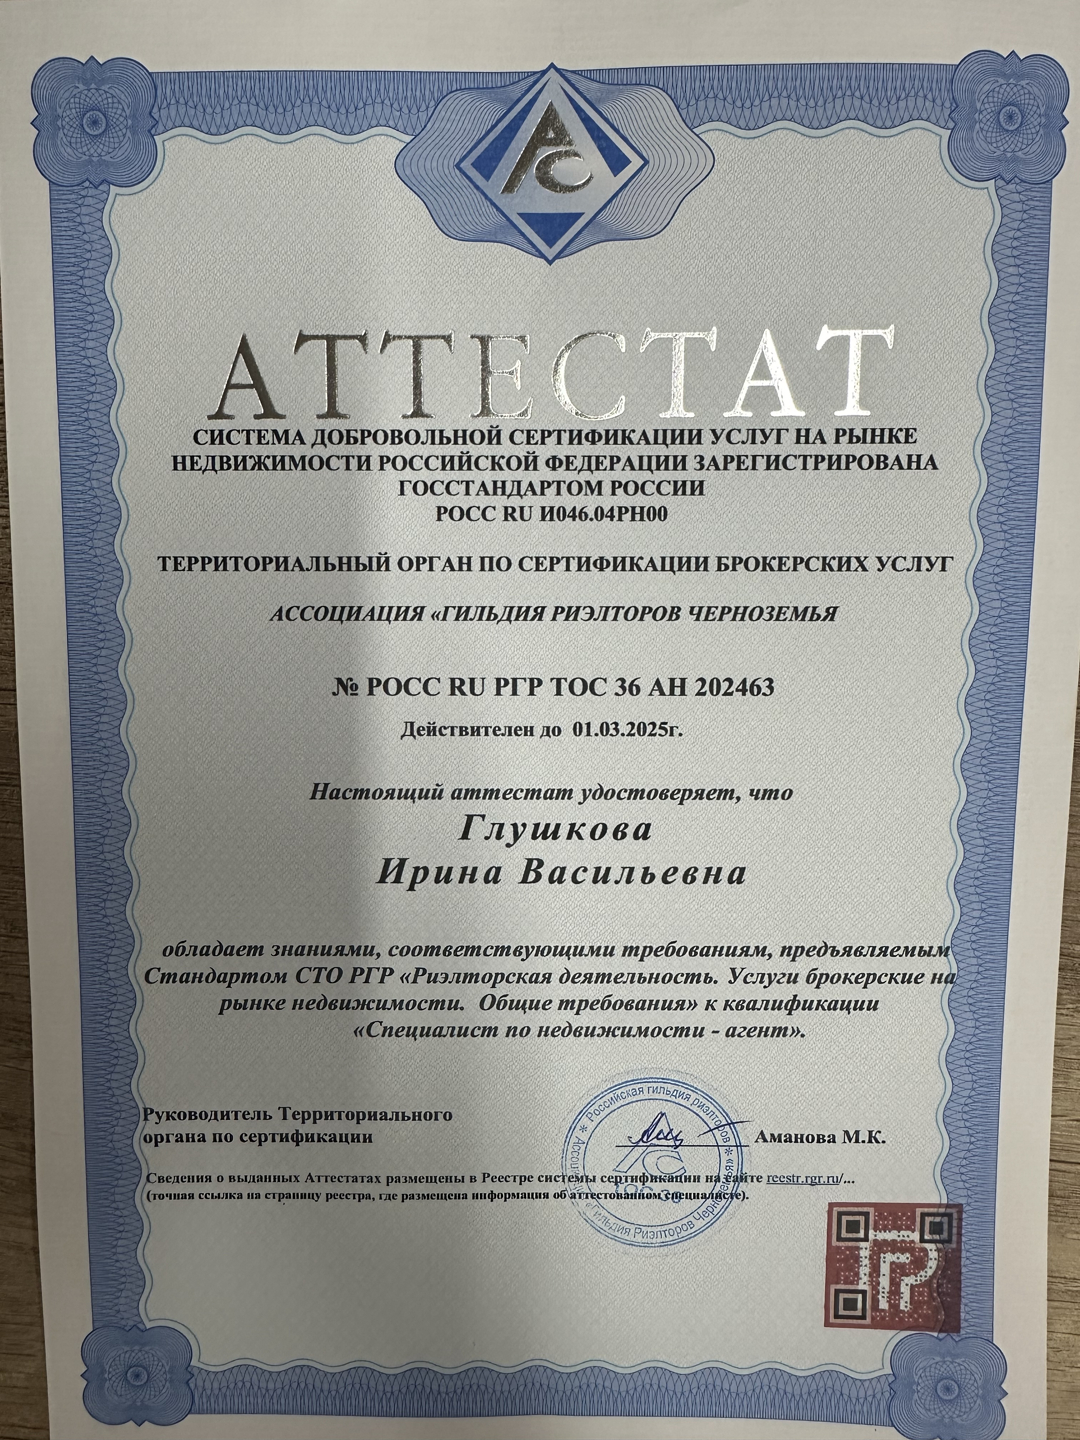 АС
АТТЕСТАТ
СИСТЕМА ДОБРОВОЛЬНОЙ СЕРТИФИКАЦИИ УСЛУГ НА РЫНКЕ
НЕДВИЖИМОСТИ РОССИЙСКОЙ ФЕДЕРАЦИИ ЗАРЕГИСТРИРОВАНА
ГОССТАНДАРТОМ РОССИИ
РОСС RU И046.04РН00
ТЕРРИТОРИАЛЬНЫЙ ОРГАН ПО СЕРТИФИКАЦИИ БРОКЕРСКИХ УСЛУГ
АССОЦИАЦИЯ «ГИЛЬДИЯ РИЭЛТОРОВ ЧЕРНОЗЕМЬЯ
№ РОСС RU РГР ТОС 36 АН 202463
Действителен до 01.03.2025г.
Настоящий аттестат удостоверяет, что
Глушкова
Ирина Васильевна
обладает знаниями, соответствующими требованиям, предъявляемым
Стандартом СТО РГР «Риэлторская деятельность. Услуги брокерские на
рынке недвижимости. Общие требования» к квалификации
«Специалист по недвижимости - агент».
Руководитель Территориального
органа по сертификации
Аманова М.К.
Российская гильдия риэлторов
Ассоциация «Гильдия Риэлторов Черноземья»
АС
ТОС 36
Сведения о выданных Аттестатах размещены в Реестре системы сертификации на сайте reestr.rgr.ru/...
(точная ссылка на страницу реестра, где размещена информация об аттестованном специалисте).